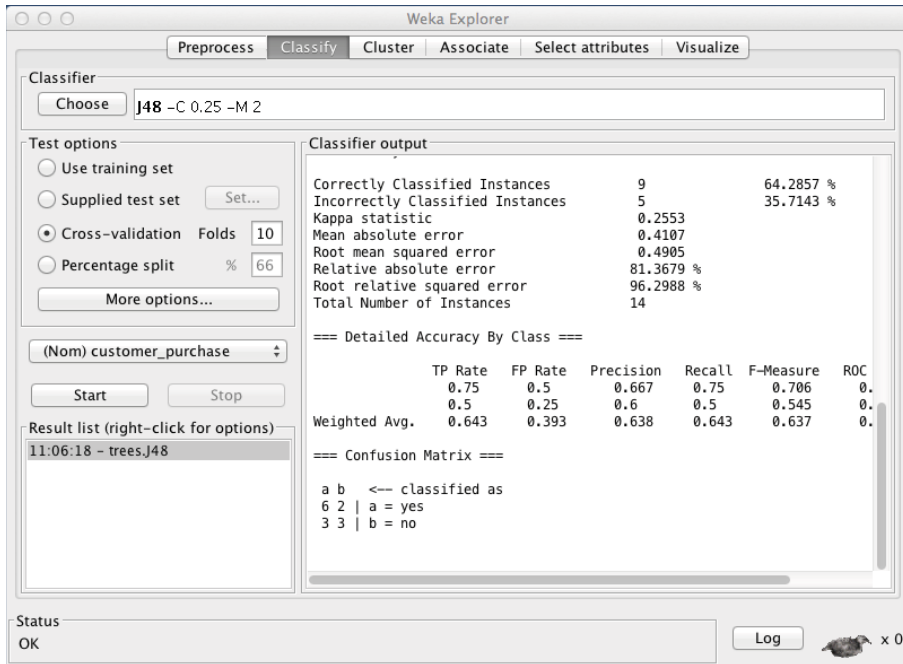 Weka Explorer
Preprocess Classify Cluster Associate Select attributes Visualize
Classifier
Choose J48 -C 0.25 -M 2
Test options
Use training set
Supplied test set Set...
Cross-validation Folds 10
Percentage split % 66
More options...
(Nom) customer_purchase
Start Stop
Result list (right-click for options)
11:06:18 - trees.J48
Classifier output
Correctly Classified Instances 9 64.2857 %
Incorrectly Classified Instances 5 35.7143 %
Kappa statistic 0.2553
Mean absolute error 0.4107
Root mean squared error 0.4905
Relative absolute error 81.3679 %
Root relative squared error 96.2988 %
Total Number of Instances 14
=== Detailed Accuracy By Class ===
TP Rate FP Rate Precision Recall F-Measure ROC
0.75 0.5 0.667 0.75 0.706 0.
0.5 0.25 0.6 0.5 0.545 0.
Weighted Avg. 0.643 0.393 0.638 0.643 0.637 0.
=== Confusion Matrix ===
a b <-- classified as
6 2 | a = yes
3 3 | b = no
Status
OK
Log x 0